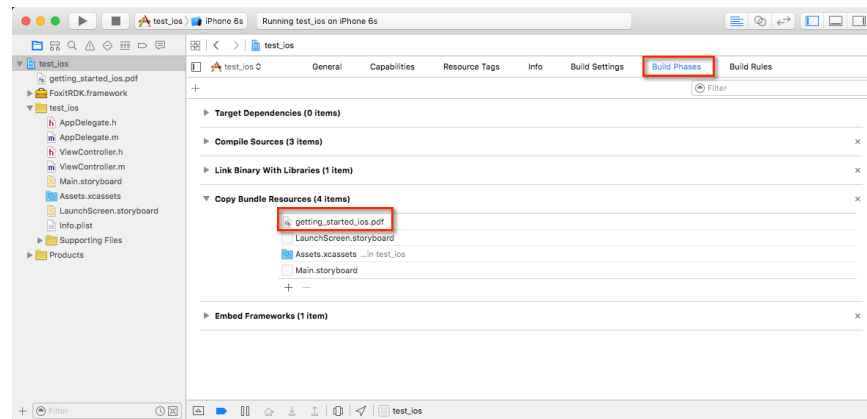 test_ios
iPhone 6s
Running test_ios on iPhone 6s
test_ios
test_ios
General
Capabilities
Resource Tags
Info
Build Settings
Build Phases
Build Rules
Filter
test_ios
getting_started_ios.pdf
FoxitRDK.framework
test_ios
AppDelegate.h
AppDelegate.m
ViewController.h
ViewController.m
Main.storyboard
Assets.xcassets
LaunchScreen.storyboard
Info.plist
Supporting Files
Products
Target Dependencies (0 items)
Compile Sources (3 items)
Link Binary With Libraries (1 item)
Copy Bundle Resources (4 items)
getting_started_ios.pdf
LaunchScreen.storyboard
Assets.xcassets ...in test_ios
Main.storyboard
Embed Frameworks (1 item)
Filter
test_ios